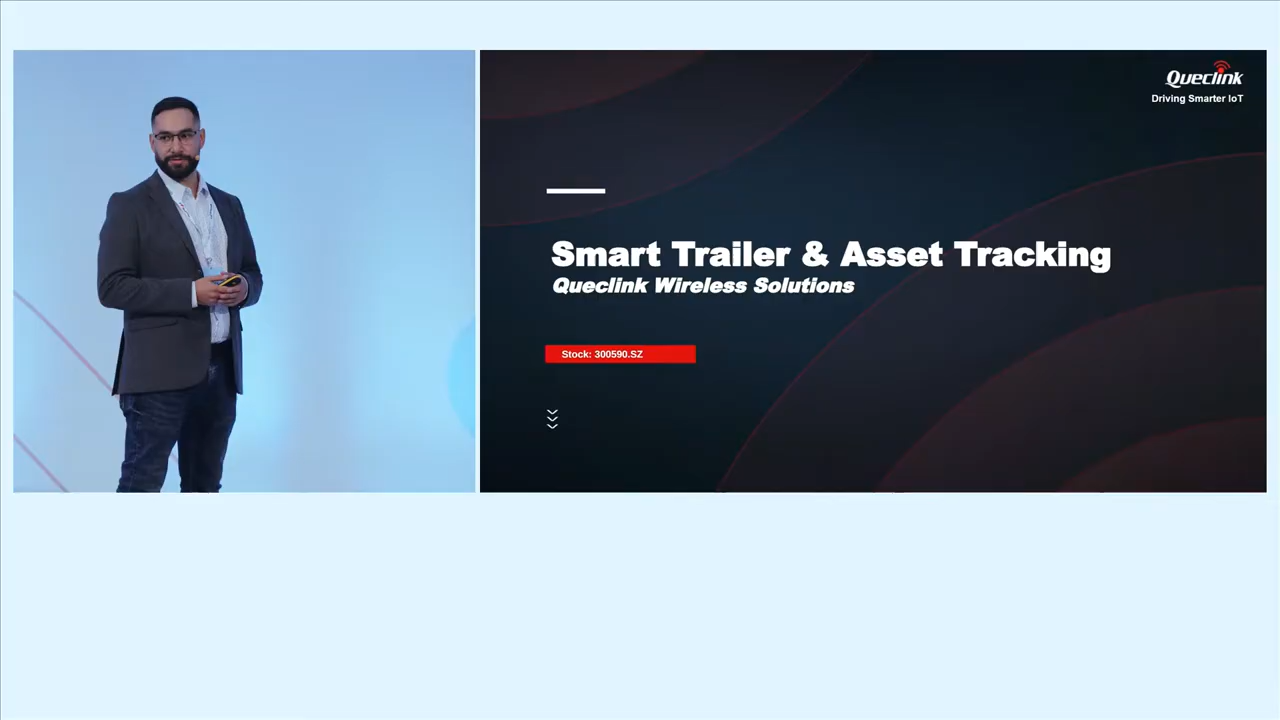 Queclink
Driving Smarter IoT
Smart Trailer & Asset Tracking
Queclink Wireless Solutions
Stock: 300590.SZ